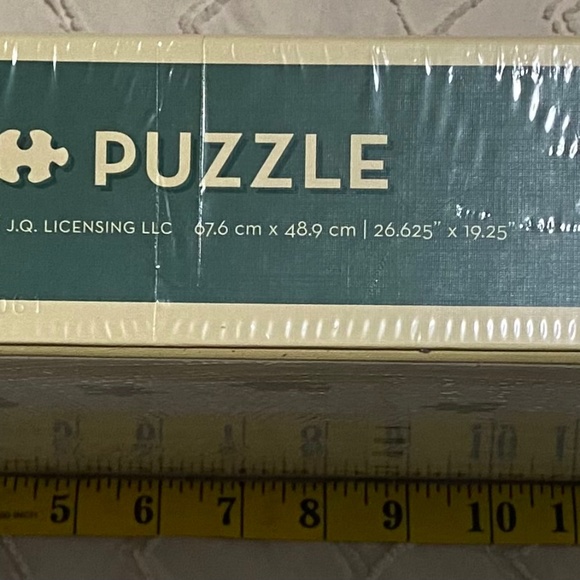 PUZZLE
J.Q. LICENSING LLC 67.6 cm x 48.9 cm | 26.625" x 19.25"
5 6 7 8 9 10 1